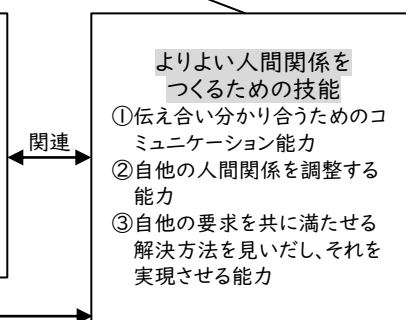 関連
よりよい人間関係を
つくるための技能
①伝え合い分かり合うためのコ
ミュニケーション能力
②自他の人間関係を調整する
能力
③自他の要求を共に満たせる
解決方法を見いだし、それを
実現させる能力